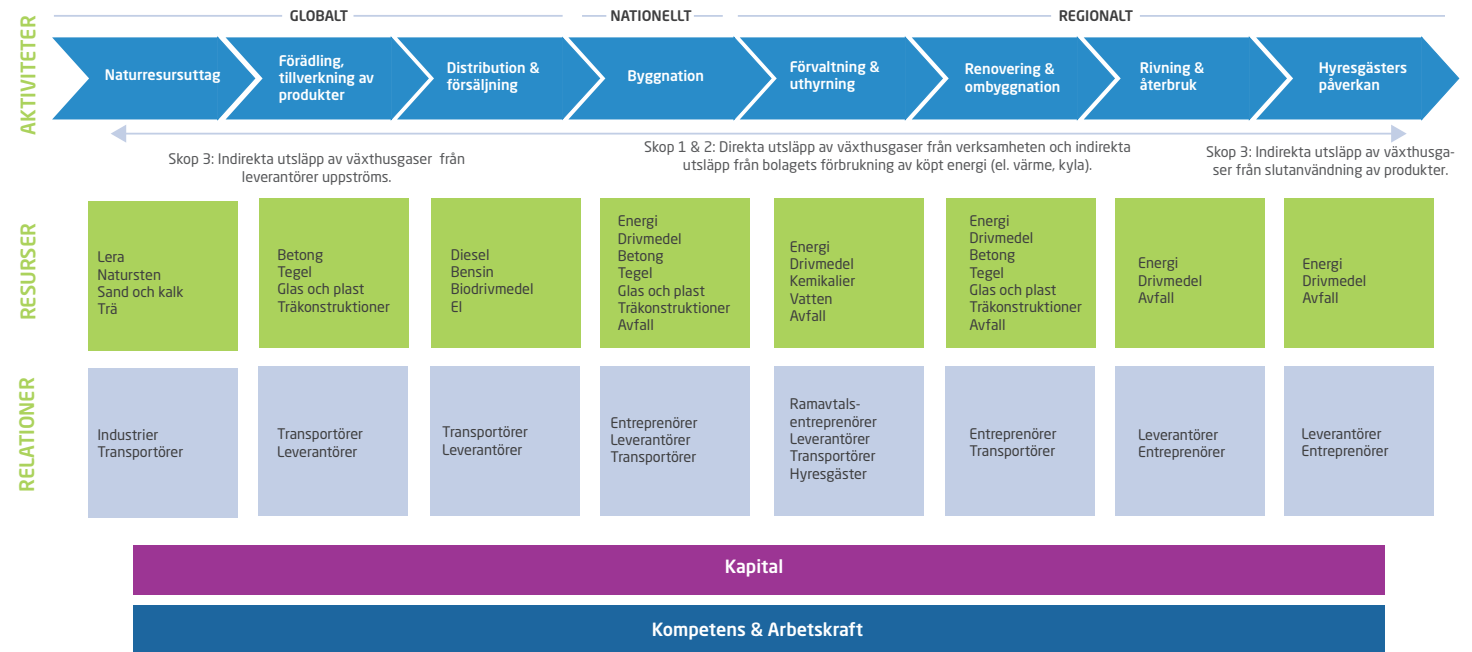 AKTIVITETER
GLOBALT
NATIONELLT
REGIONALT
Naturresursuttag
Förädling,
tillverkning av
produkter
Distribution &
försäljning
Byggnation
Förvaltning &
uthyrning
Renovering &
ombyggnation
Rivning &
återbruk
Hyresgästers
påverkan
Skop 3: Indirekta utsläpp av växthusgaser från
leverantörer uppströms.
Skop 1 & 2: Direkta utsläpp av växthusgaser från verksamheten och indirekta
utsläpp från bolagets förbrukning av köpt energi (el. värme, kyla).
Skop 3: Indirekta utsläpp av växthusga-
ser från slutanvändning av produkter.
RESURSER
Lera
Natursten
Sand och kalk
Trä
Betong
Tegel
Glas och plast
Träkonstruktioner
Diesel
Bensin
Biodrivmedel
El
Energi
Drivmedel
Betong
Tegel
Glas och plast
Träkonstruktioner
Avfall
Energi
Drivmedel
Kemikalier
Vatten
Avfall
Energi
Drivmedel
Betong
Tegel
Glas och plast
Träkonstruktioner
Avfall
Energi
Drivmedel
Avfall
Energi
Drivmedel
Avfall
RELATIONER
Industrier
Transportörer
Transportörer
Leverantörer
Transportörer
Leverantörer
Entreprenörer
Leverantörer
Transportörer
Ramavtals-
entreprenörer
Leverantörer
Transportörer
Hyresgäster
Entreprenörer
Transportörer
Leverantörer
Entreprenörer
Leverantörer
Entreprenörer
Kapital
Kompetens & Arbetskraft